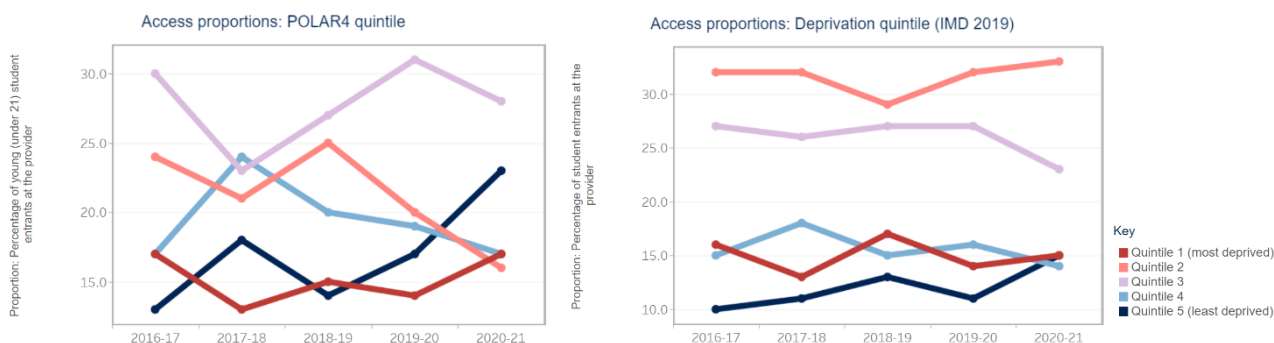 Access proportions: POLAR4 quintile
Proportion: Percentage of young (under 21) student
entrants at the provider
30.0
25.0
20.0
15.0
2016-17
2017-18
2018-19
2019-20
2020-21
Access proportions: Deprivation quintile (IMD 2019)
Proportion: Percentage of student entrants at the
provider
30.0
25.0
20.0
15.0
10.0
2016-17
2017-18
2018-19
2019-20
2020-21
Key
Quintile 1 (most deprived)
Quintile 2
Quintile 3
Quintile 4
Quintile 5 (least deprived)